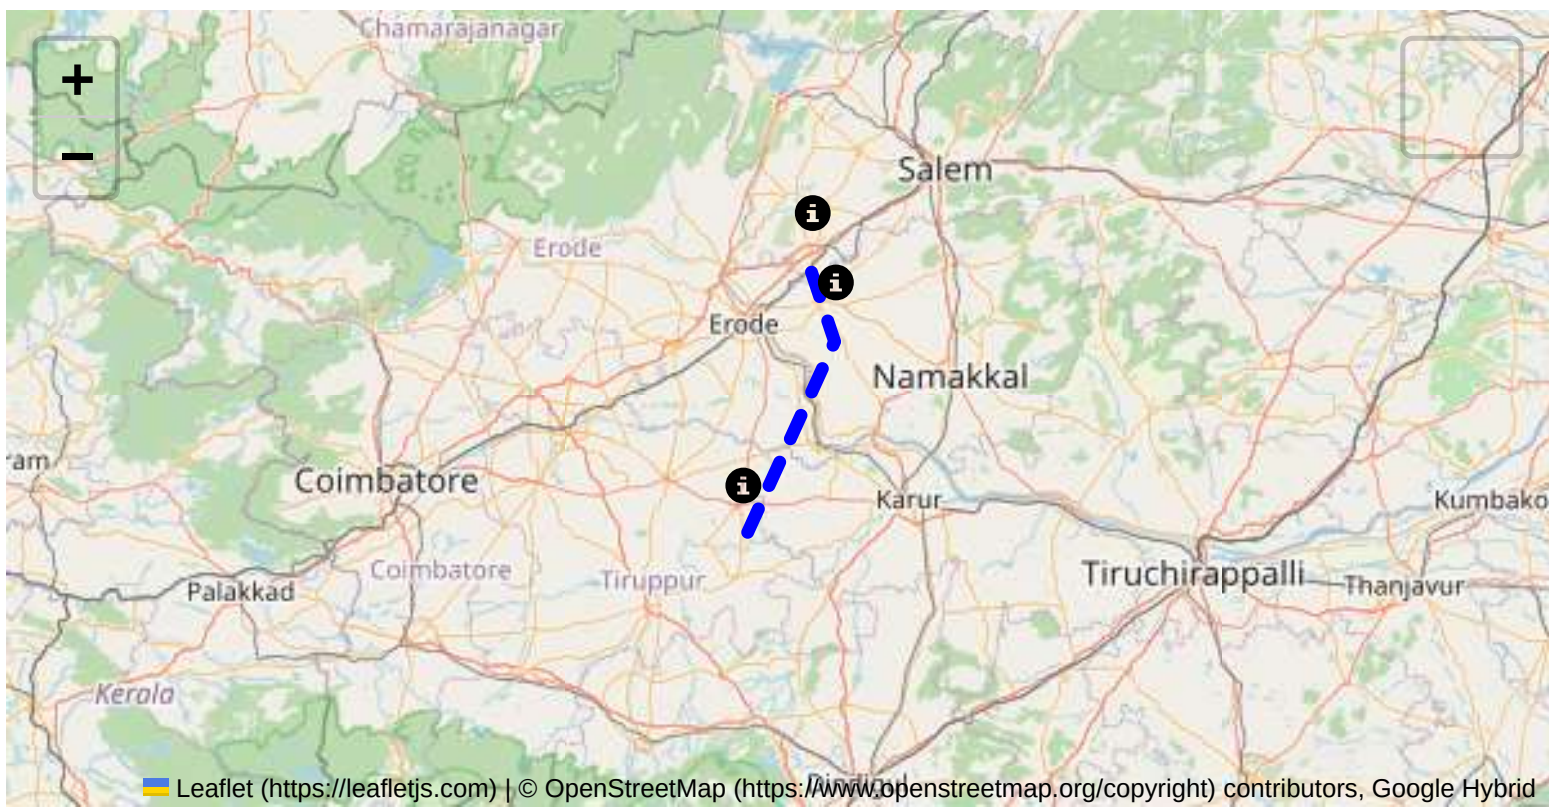 Chamarajanagar
+
−
Salem
Erode
Erode
Namakkal
ram
Coimbatore
Karur
Kumbako
Coimbatore
Tiruppur
Tiruchirappalli
Thanjavur
Palakkad
Kerala
Dindigul
Leaflet (https://leafletjs.com) | © OpenStreetMap (https://www.openstreetmap.org/copyright) contributors, Google Hybrid